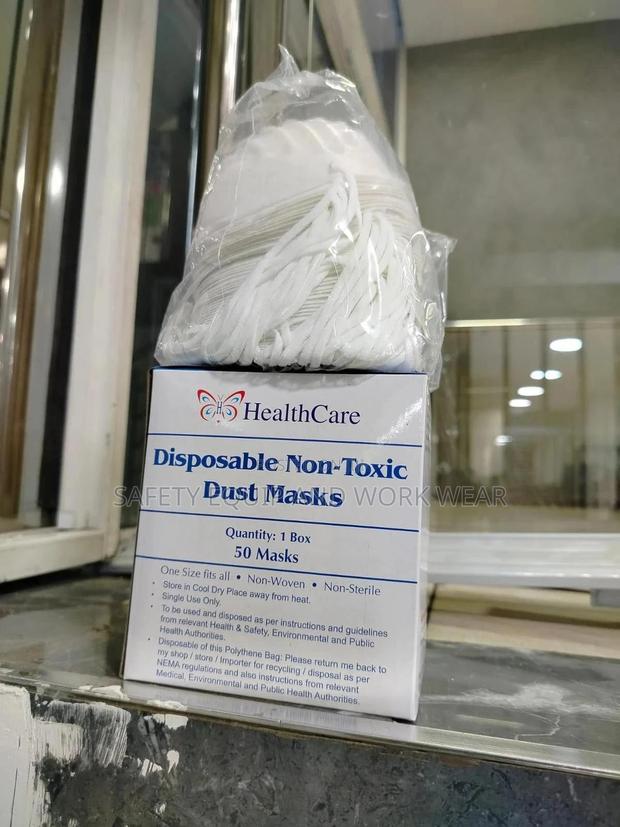 HealthCare
Disposable Non-Toxic
Dust Masks
SAFETY EQUIP AND WORK WEAR
Quantity: 1 Box
50 Masks
One Size fits all • Non-Woven • Non-Sterile
• Store in Cool Dry Place away from heat.
• Single Use Only.
• To be used and disposed as per instructions and guidelines
from relevant Health & Safety, Environmental and Public
Health Authorities.
• Disposable of this Polythene Bag: Please return me back to
my shop / store / Importer for recycling / disposal as per
NEMA regulations and also instructions from relevant
Medical, Environmental and Public Health Authorities.